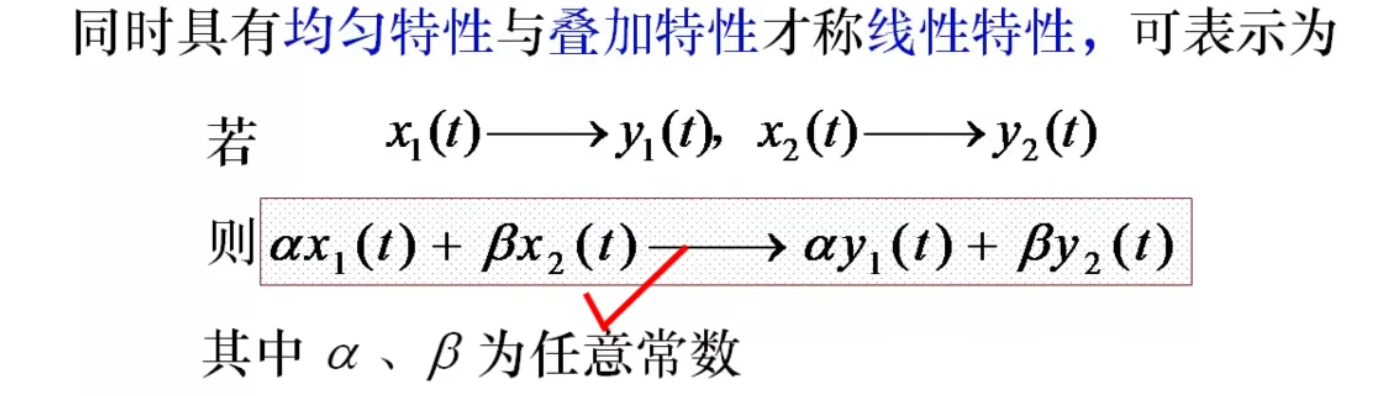 同时具有均匀特性与叠加特性才称线性特性，可表示为
若 x₁(t)⟶y₁(t), x₂(t)⟶y₂(t)
则 αx₁(t) + βx₂(t)⟶αy₁(t) + βy₂(t)
其中 α 、β 为任意常数